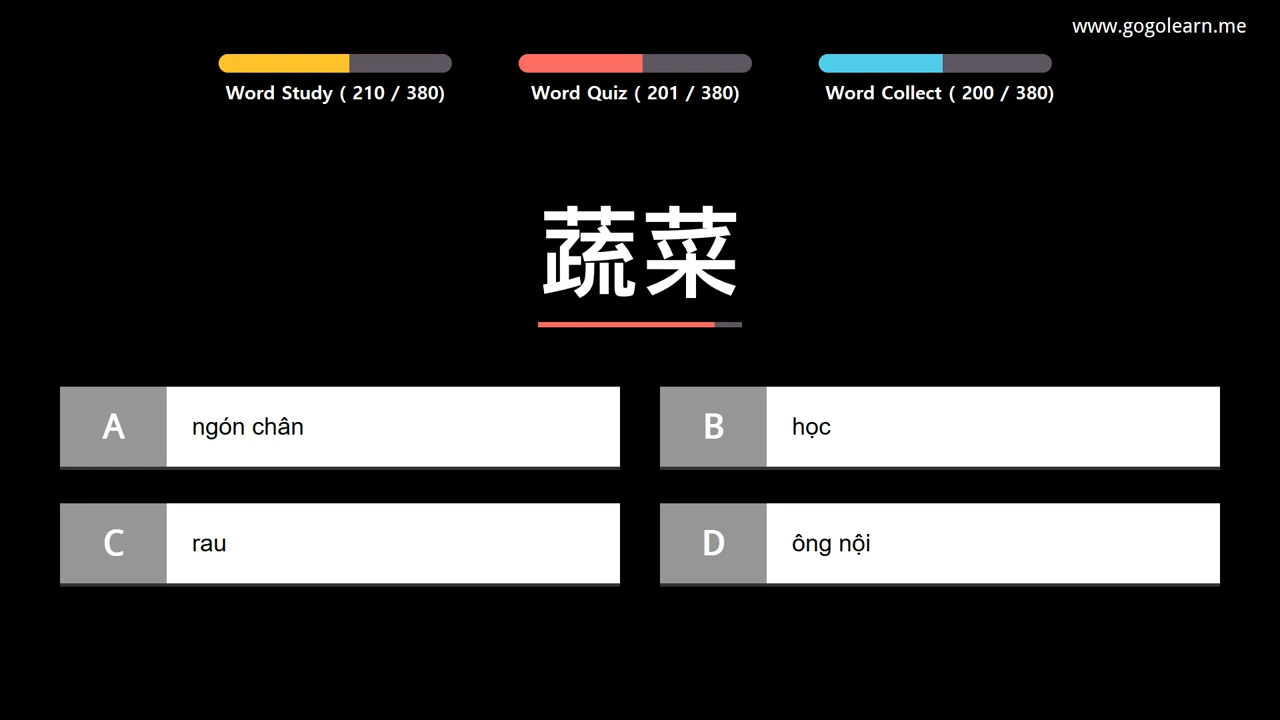 www.gogolearn.me
Word Study ( 210 / 380)
Word Quiz ( 201 / 380)
Word Collect ( 200 / 380)
蔬菜
A ngón chân
B học
C rau
D ông nội